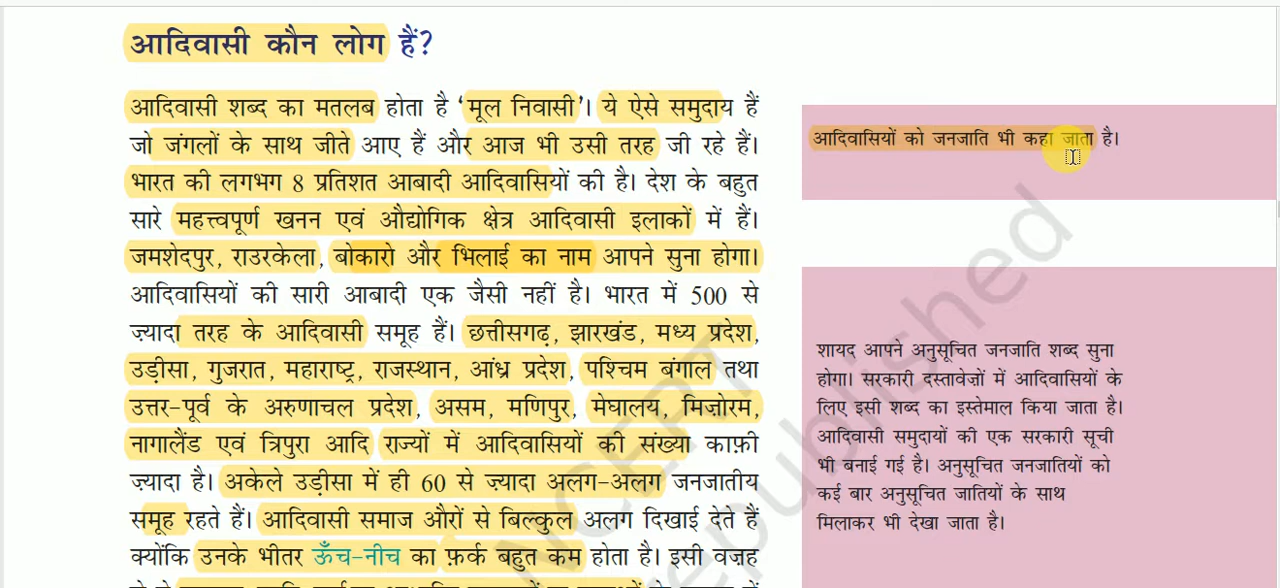 आदिवासी कौन लोग हैं?
आदिवासी शब्द का मतलब होता है ‘मूल निवासी’। ये ऐसे समुदाय हैं
जो जंगलों के साथ जीते आए हैं और आज भी उसी तरह जी रहे हैं।
भारत की लगभग 8 प्रतिशत आबादी आदिवासियों की है। देश के बहुत
सारे महत्त्वपूर्ण खनन एवं औद्योगिक क्षेत्र आदिवासी इलाकों में हैं।
जमशेदपुर, राउरकेला, बोकारो और भिलाई का नाम आपने सुना होगा।
आदिवासियों की सारी आबादी एक जैसी नहीं है। भारत में 500 से
ज़्यादा तरह के आदिवासी समूह हैं। छत्तीसगढ़, झारखंड, मध्य प्रदेश,
उड़ीसा, गुजरात, महाराष्ट्र, राजस्थान, आंध्र प्रदेश, पश्चिम बंगाल तथा
उत्तर-पूर्व के अरुणाचल प्रदेश, असम, मणिपुर, मेघालय, मिज़ोरम,
नागालैंड एवं त्रिपुरा आदि राज्यों में आदिवासियों की संख्या काफ़ी
ज़्यादा है। अकेले उड़ीसा में ही 60 से ज़्यादा अलग-अलग जनजातीय
समूह रहते हैं। आदिवासी समाज औरों से बिल्कुल अलग दिखाई देते हैं
क्योंकि उनके भीतर ऊँच-नीच का फ़र्क बहुत कम होता है। इसी वजह
आदिवासियों को जनजाति भी कहा जाता है।
शायद आपने अनुसूचित जनजाति शब्द सुना
होगा। सरकारी दस्तावेज़ों में आदिवासियों के
लिए इसी शब्द का इस्तेमाल किया जाता है।
आदिवासी समुदायों की एक सरकारी सूची
भी बनाई गई है। अनुसूचित जनजातियों को
कई बार अनुसूचित जातियों के साथ
मिलाकर भी देखा जाता है।
NCERT
republished